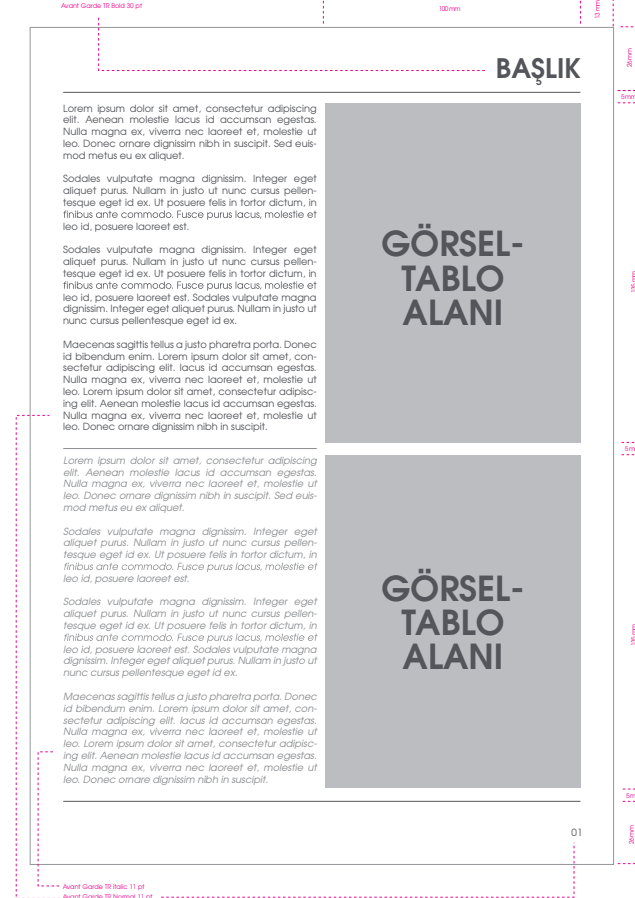 Avant Garde TR Bold 30 pt
100 mm
13 mm
26 mm
BAŞLIK
5 mm
Lorem ipsum dolor sit amet, consectetur adipiscing
elit. Aenean molestie lacus id accumsan egestas.
Nulla magna ex, viverra nec laoreet et, molestie ut
leo. Donec ornare dignissim nibh in suscipit. Sed euis-
mod metus eu ex aliquet.
Sodales vulputate magna dignissim. Integer eget
aliquet purus. Nullam in justo ut nunc cursus pellen-
tesque eget id ex. Ut posuere felis in tortor dictum, in
finibus ante commodo. Fusce purus lacus, molestie et
leo id, posuere laoreet est.
Sodales vulputate magna dignissim. Integer eget
aliquet purus. Nullam in justo ut nunc cursus pellen-
tesque eget id ex. Ut posuere felis in tortor dictum, in
finibus ante commodo. Fusce purus lacus, molestie et
leo id, posuere laoreet est. Sodales vulputate magna
dignissim. Integer eget aliquet purus. Nullam in justo ut
nunc cursus pellentesque eget id ex.
Maecenas sagittis tellus a justo pharetra porta. Donec
id bibendum enim. Lorem ipsum dolor sit amet, con-
sectetur adipiscing elit. lacus id accumsan egestas.
Nulla magna ex, viverra nec laoreet et, molestie ut
leo. Lorem ipsum dolor sit amet, consectetur adipisc-
ing elit. Aenean molestie lacus id accumsan egestas.
Nulla magna ex, viverra nec laoreet et, molestie ut
leo. Donec ornare dignissim nibh in suscipit.
GÖRSEL-
TABLO
ALANI
5 m
Lorem ipsum dolor sit amet, consectetur adipiscing
elit. Aenean molestie lacus id accumsan egestas.
Nulla magna ex, viverra nec laoreet et, molestie ut
leo. Donec ornare dignissim nibh in suscipit. Sed euis-
mod metus eu ex aliquet.
Sodales vulputate magna dignissim. Integer eget
aliquet purus. Nullam in justo ut nunc cursus pellen-
tesque eget id ex. Ut posuere felis in tortor dictum, in
finibus ante commodo. Fusce purus lacus, molestie et
leo id, posuere laoreet est.
Sodales vulputate magna dignissim. Integer eget
aliquet purus. Nullam in justo ut nunc cursus pellen-
tesque eget id ex. Ut posuere felis in tortor dictum, in
finibus ante commodo. Fusce purus lacus, molestie et
leo id, posuere laoreet est. Sodales vulputate magna
dignissim. Integer eget aliquet purus. Nullam in justo ut
nunc cursus pellentesque eget id ex.
Maecenas sagittis tellus a justo pharetra porta. Donec
id bibendum enim. Lorem ipsum dolor sit amet, con-
sectetur adipiscing elit. lacus id accumsan egestas.
Nulla magna ex, viverra nec laoreet et, molestie ut
leo. Lorem ipsum dolor sit amet, consectetur adipisc-
ing elit. Aenean molestie lacus id accumsan egestas.
Nulla magna ex, viverra nec laoreet et, molestie ut
leo. Donec ornare dignissim nibh in suscipit.
GÖRSEL-
TABLO
ALANI
5 m
26 mm
01
Avant Garde TR Italic 11 pt
Avant Garde TR Normal 11 pt